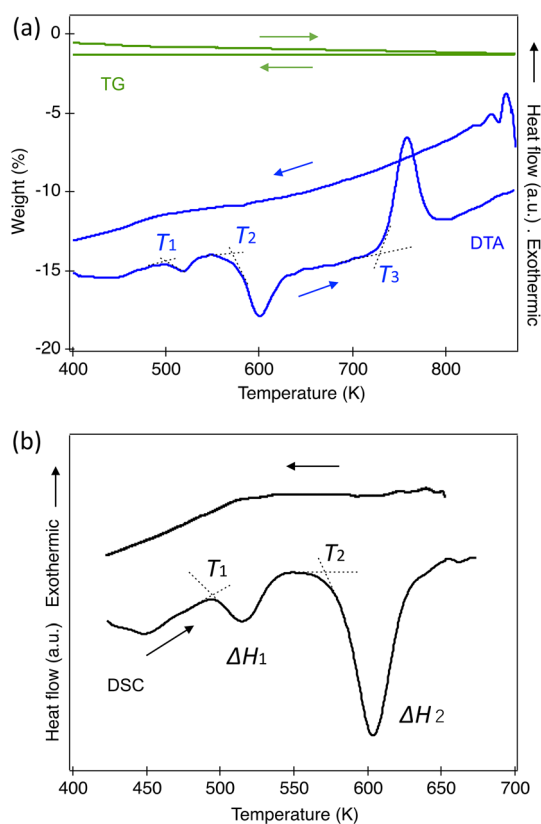 (a)
0
-5
-10
-15
-20
Weight (%)
TG
DTA
T1
T2
T3
Heat flow (a.u.) . Exothermic
400 500 600 700 800
Temperature (K)
(b)
Heat flow (a.u.) Exothermic
T1
T2
ΔH1
ΔH2
DSC
400 450 500 550 600 650 700
Temperature (K)